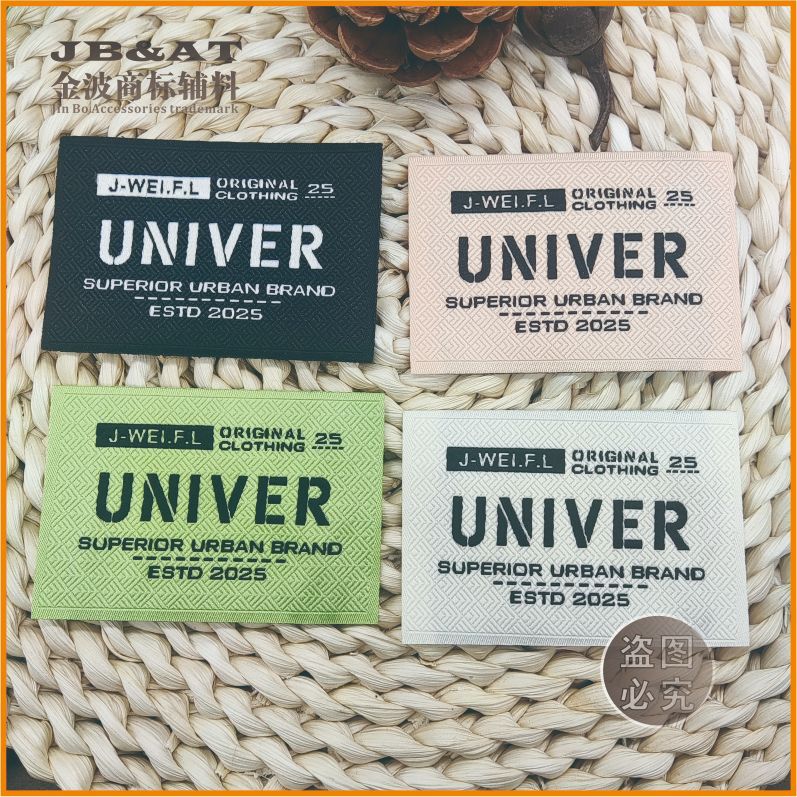 JB&AT
金波商标辅料
Jin Bo Accessories trademark
J-WEI.F.L ORIGINAL CLOTHING 25
UNIVER
SUPERIOR URBAN BRAND
ESTD 2025
J-WEI.F.L ORIGINAL CLOTHING 25
UNIVER
SUPERIOR URBAN BRAND
ESTD 2025
J-WEI.F.L ORIGINAL CLOTHING 25
UNIVER
SUPERIOR URBAN BRAND
ESTD 2025
J-WEI.F.L ORIGINAL CLOTHING 25
UNIVER
SUPERIOR URBAN BRAND
ESTD 2025
盗图
必究